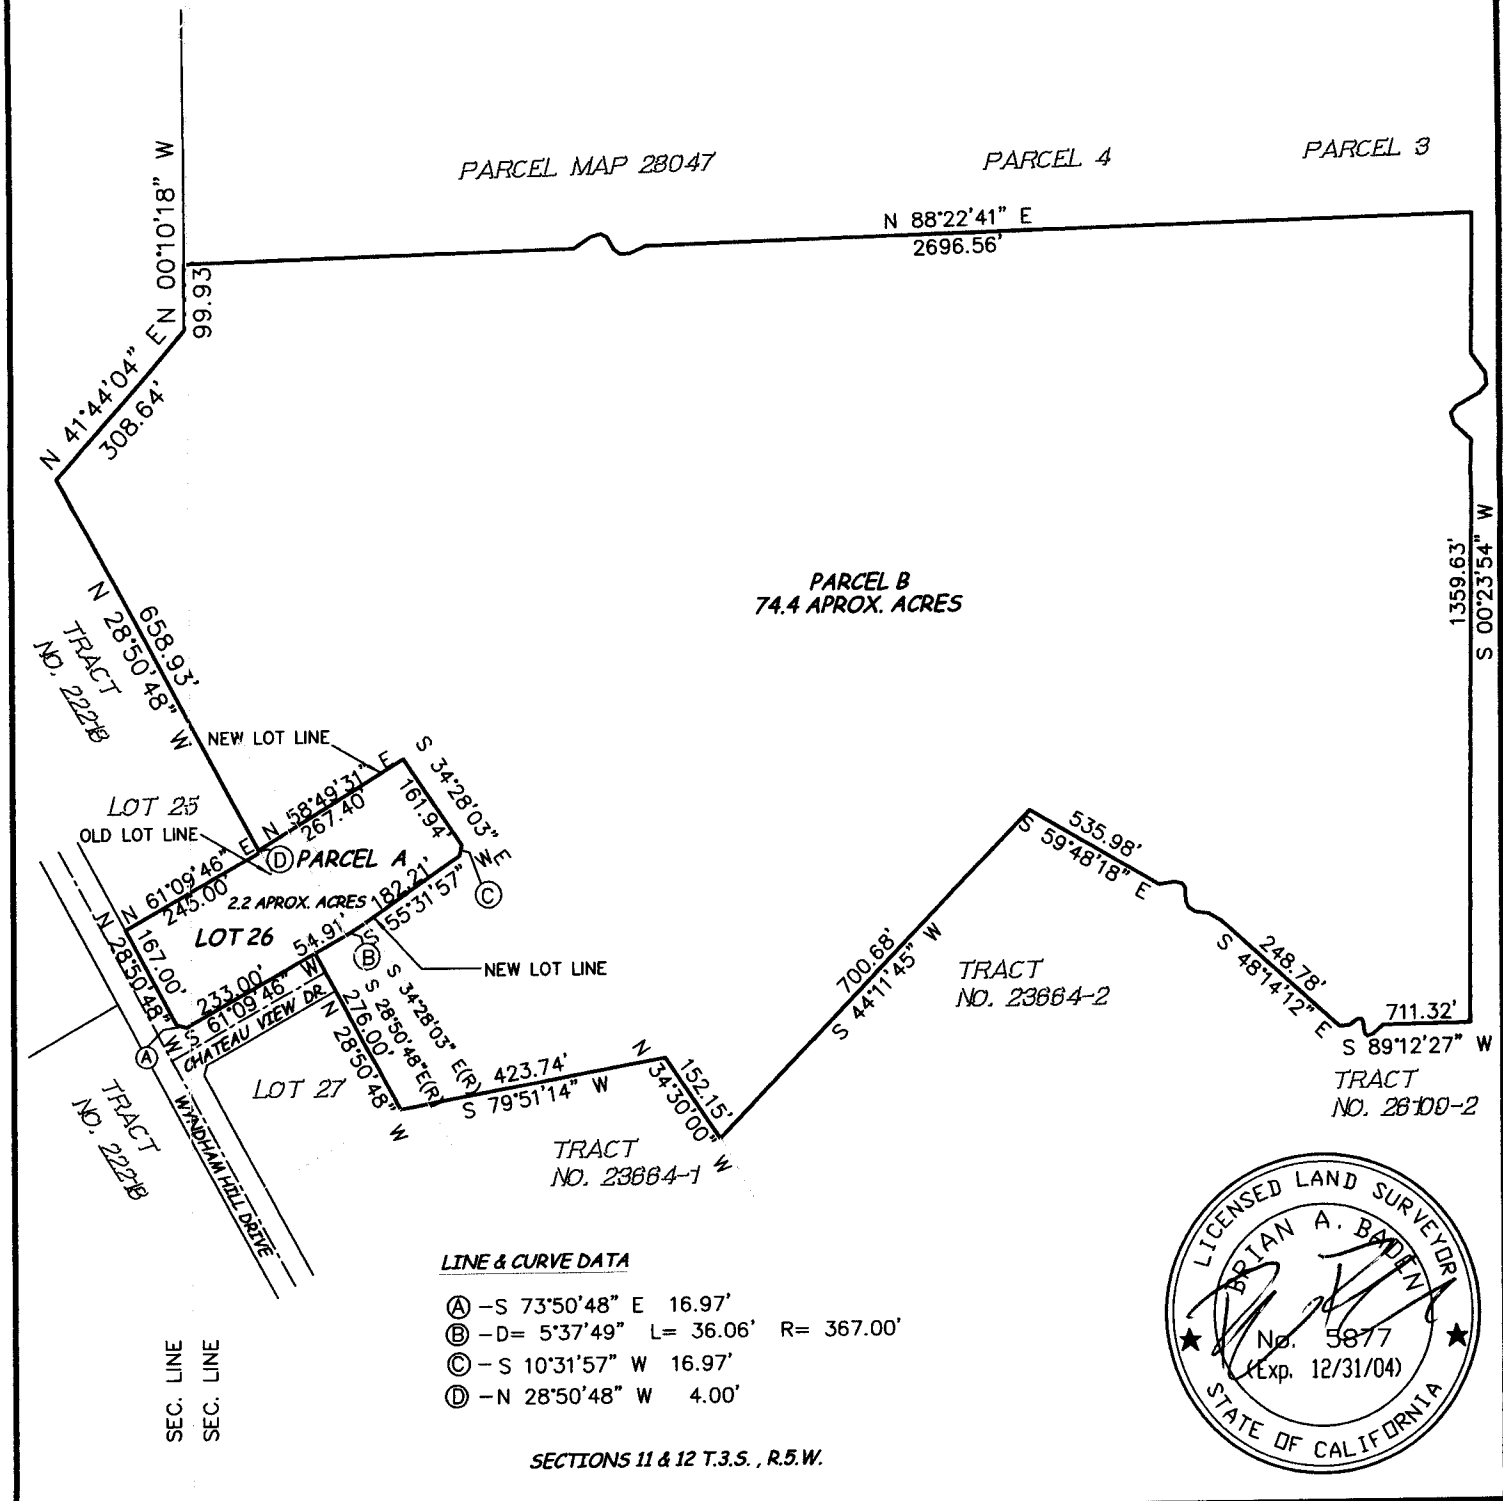 PARCEL MAP 28047
PARCEL 4
PARCEL 3
N 00°10'18" W
99.93
N 88°22'41" E
2696.56'
N 41°44'04" E
308.64'
1359.63'
S 00°23'54" W
PARCEL B
74.4 APROX. ACRES
658.93'
N 28°50'48" W
TRACT
NO.
NEW LOT LINE
LOT 25
OLD LOT LINE
N 58°49'31" E
267.40'
S 34°28'03" E
161.94'
D
PARCEL A
2.2 APROX. ACRES
LOT 26
N 61°09'46" E
245.00'
N 28°50'48" W
167.00'
182.21'
S 55°31'57" W
C
54.91'
B
NEW LOT LINE
233.00'
S 61°09'46" W
CHATEAU VIEW DR.
A
LOT 27
276.00'
N 28°50'48" W
S 28°50'48" E(R)
S 34°28'03" E(R)
423.74'
S 79°51'14" W
152.15'
N 34°30'00" W
700.68'
S 44°11'45" W
535.98'
S 59°48'18" E
248.78'
S 48°14'12" E
711.32'
S 89°12'27" W
TRACT
NO. 23664-2
TRACT
NO. 26100-2
TRACT
NO. 23664-1
TRACT
NO.
WYNDHAM HILL DRIVE
SEC. LINE
SEC. LINE
LINE & CURVE DATA
A -S 73°50'48" E 16.97'
B -D= 5°37'49" L= 36.06' R= 367.00'
C - S 10°31'57" W 16.97'
D -N 28°50'48" W 4.00'
SECTIONS 11 & 12 T.3.S. , R.5.W.
LICENSED LAND SURVEYOR
BRIAN A. BADEN
No. 5877
(Exp. 12/31/04)
STATE OF CALIFORNIA